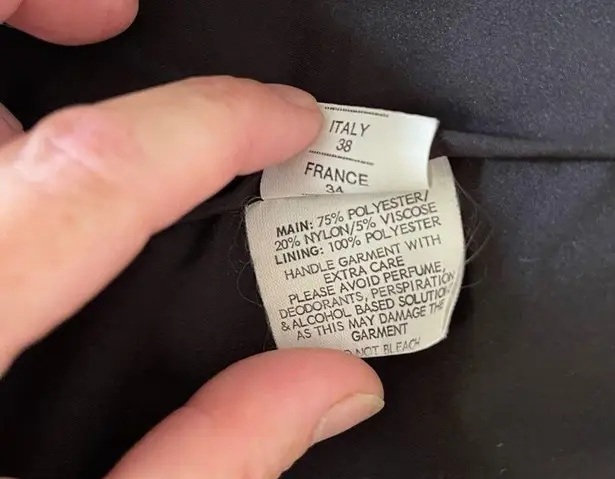 ITALY
38
FRANCE
34
MAIN: 75% POLYESTER/
20% NYLON/5% VISCOSE
LINING: 100% POLYESTER
HANDLE GARMENT WITH
EXTRA CARE
PLEASE AVOID PERFUME,
DEODORANTS, PERSPIRATION
& ALCOHOL BASED SOLUTION
AS THIS MAY DAMAGE THE
GARMENT
DO NOT BLEACH